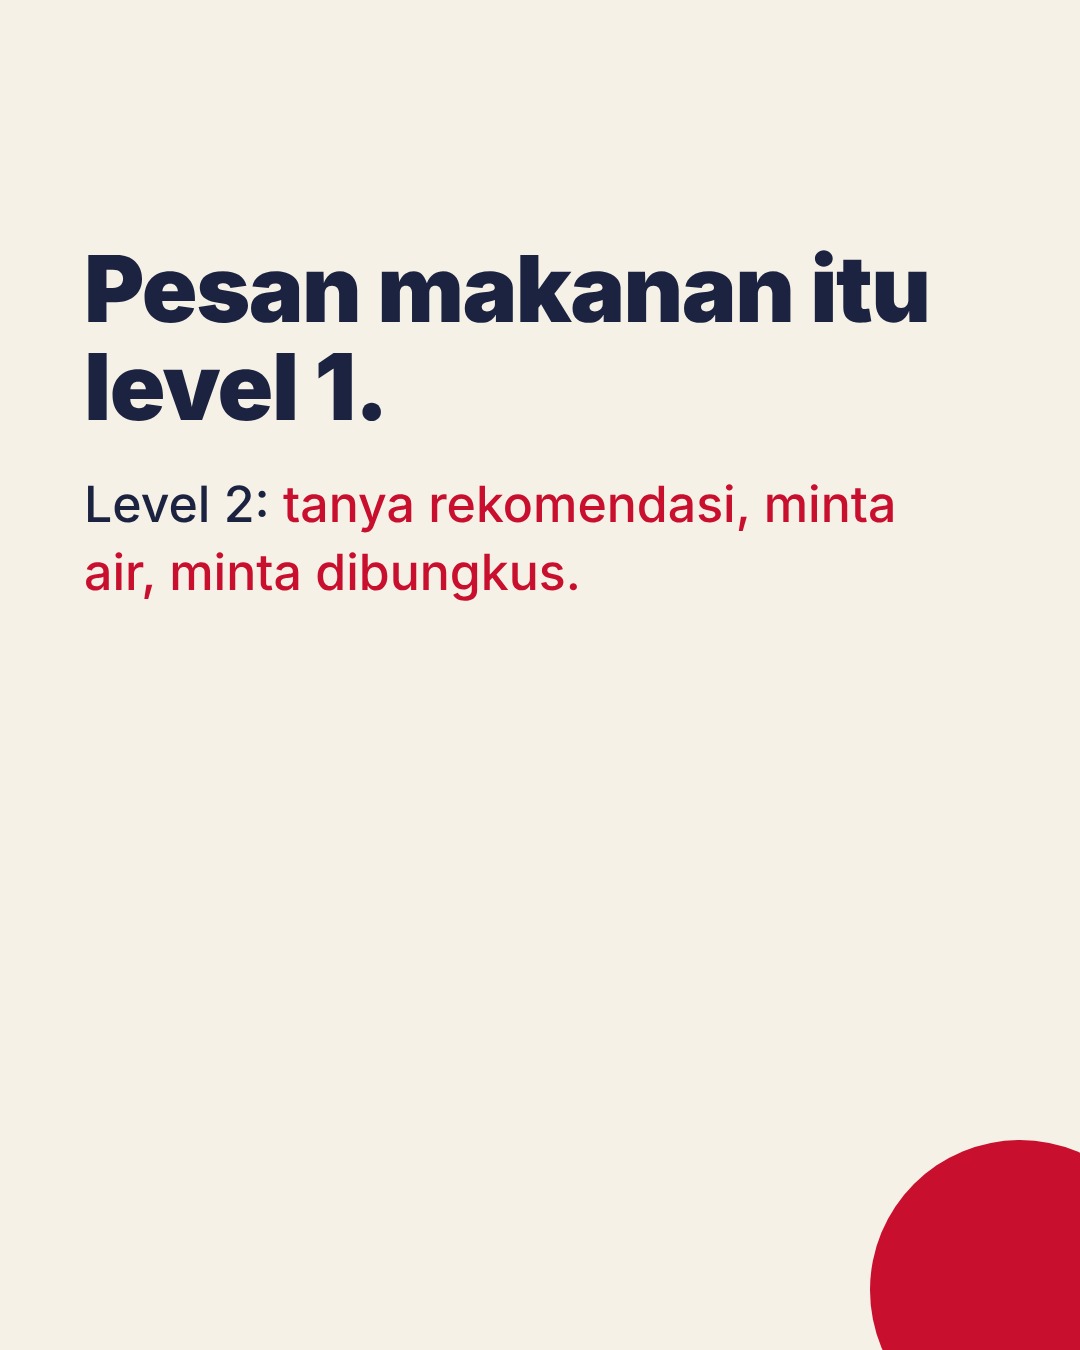 Pesan makanan itu
level 1.
Level 2: tanya rekomendasi, minta
air, minta dibungkus.